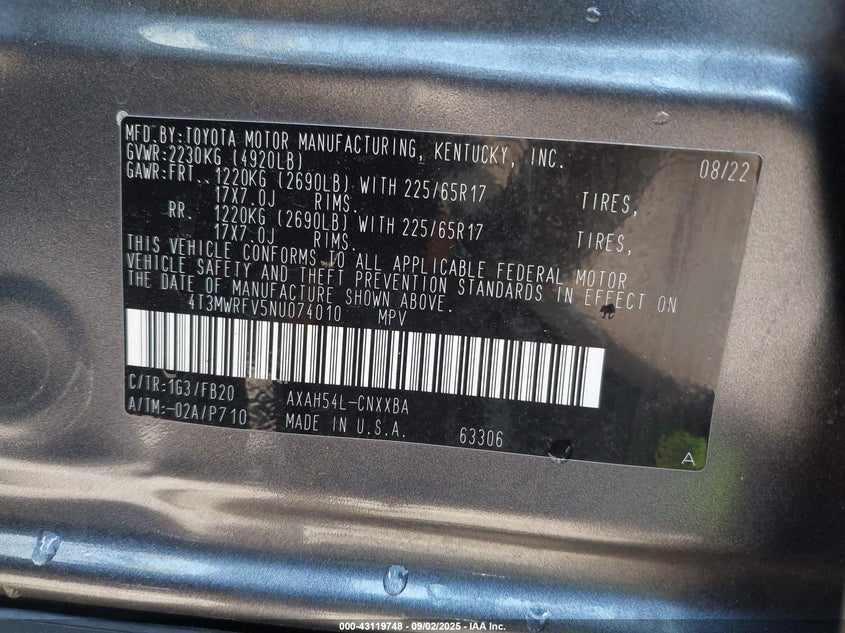 MFD.BY:TOYOTA MOTOR MANUFACTURING, KENTUCKY, INC. 08/22
GVWR:2230KG (4920LB)
GAWR:FRT. 1220KG (2690LB) WITH 225/65R17 TIRES,
17X7.0J RIMS.
RR. 1220KG (2690LB) WITH 225/65R17 TIRES,
17X7.0J RIMS.
THIS VEHICLE CONFORMS TO ALL APPLICABLE FEDERAL MOTOR
VEHICLE SAFETY AND THEFT PREVENTION STANDARDS IN EFFECT ON
THE DATE OF MANUFACTURE SHOWN ABOVE.
4T3MWRFV5NU074010 MPV
C/TR:1G3/FB20 AXAH54L-CNXXBA
A/TM:-02A/P710 MADE IN U.S.A. 63306
A
000-43119748 - 09/02/2025 - IAA Inc.